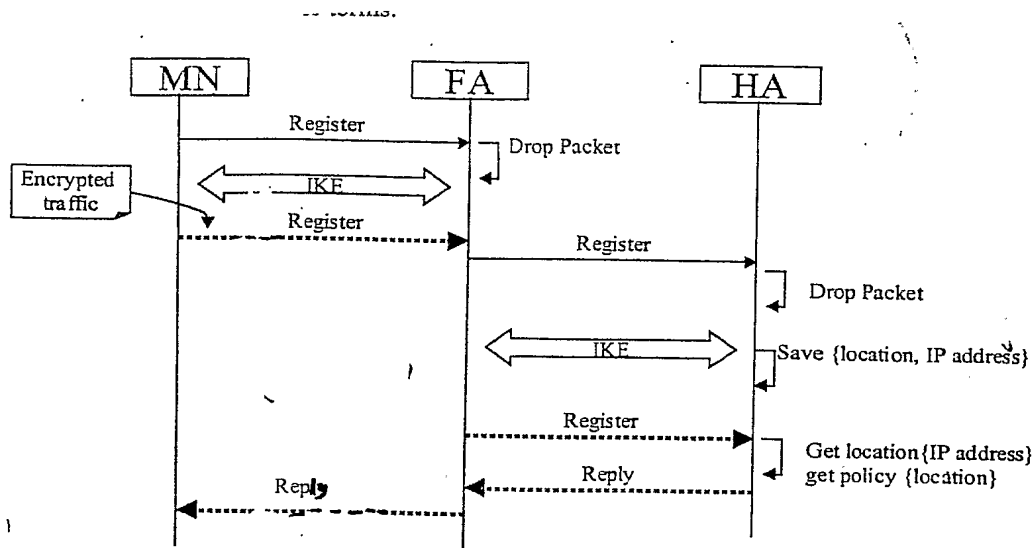 terms.
MN
FA
HA
Register
Drop Packet
IKE
Encrypted
traffic
Register
Register
Drop Packet
IKE
Save {location, IP address}
Register
Get location{IP address}
get policy {location}
Reply
Reply